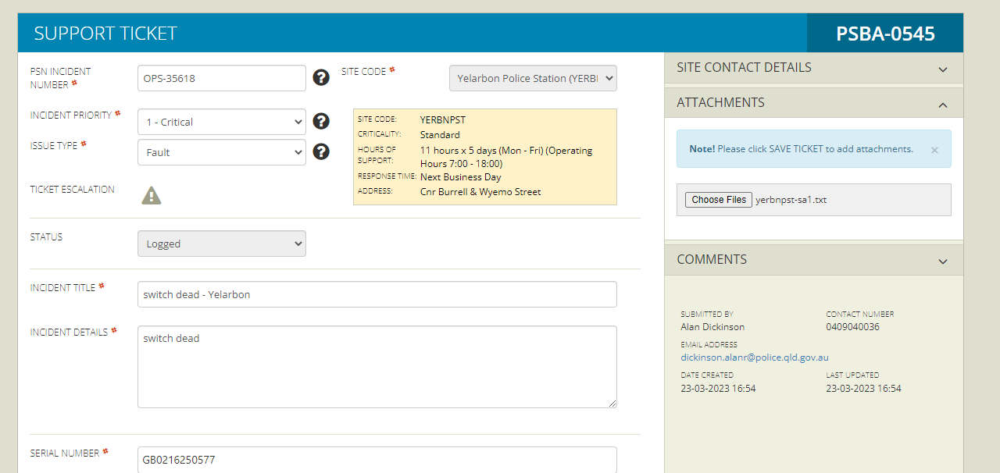 SUPPORT TICKET
PSBA-0545
PSN INCIDENT
NUMBER *
OPS-35618
?
SITE CODE *
Yelarbon Police Station (YERBI
INCIDENT PRIORITY *
1 - Critical
?
ISSUE TYPE *
Fault
?
TICKET ESCALATION
SITE CODE: YERBNPST
CRITICALITY: Standard
HOURS OF SUPPORT: 11 hours x 5 days (Mon - Fri) (Operating
Hours 7:00 - 18:00)
RESPONSE TIME: Next Business Day
ADDRESS: Cnr Burrell & Wyemo Street
STATUS
Logged
INCIDENT TITLE *
switch dead - Yelarbon
INCIDENT DETAILS *
switch dead
SERIAL NUMBER *
GB0216250577
SITE CONTACT DETAILS
ATTACHMENTS
Note! Please click SAVE TICKET to add attachments. ×
Choose Files yerbnpst-sa1.txt
COMMENTS
SUBMITTED BY
Alan Dickinson
CONTACT NUMBER
0409040036
EMAIL ADDRESS
dickinson.alanr@police.qld.gov.au
DATE CREATED
23-03-2023 16:54
LAST UPDATED
23-03-2023 16:54